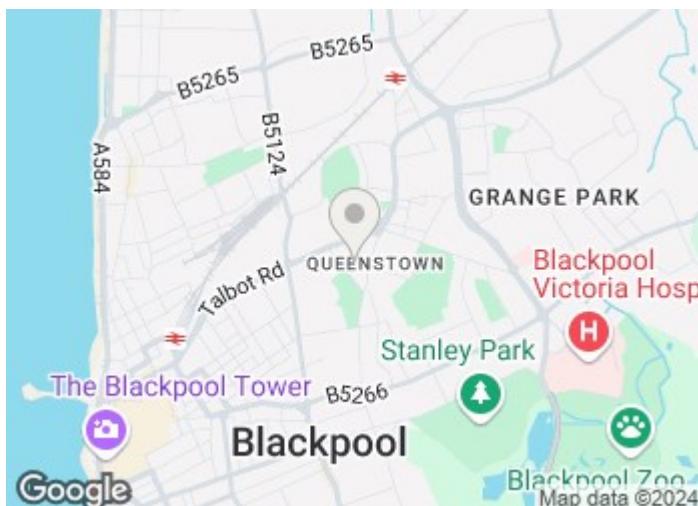 B5265
B5265
B5124
A584
GRANGE PARK
QUEENSTOWN
Talbot Rd
Blackpool
Victoria Hosp
Stanley Park
The Blackpool Tower
B5266
Blackpool
Blackpool Zoo
Google
Map data ©2024